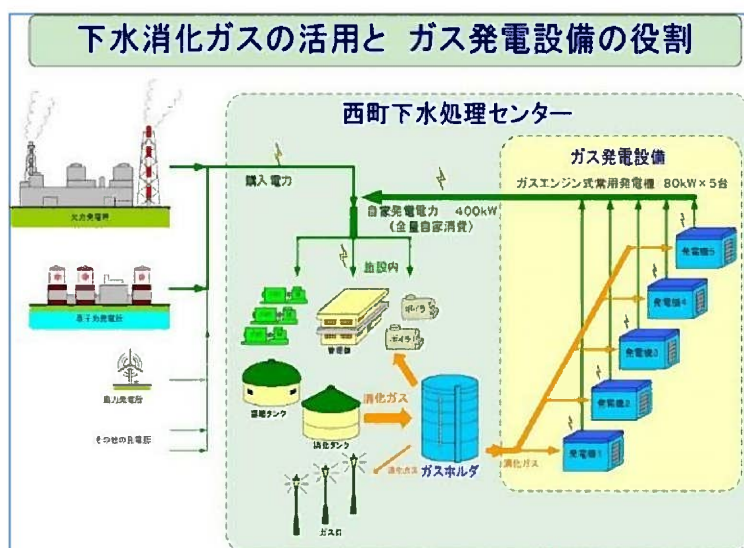 下水消化ガスの活用と ガス発電設備の役割
西町下水処理センター
ガス発電設備
ガスエンジン式常用発電機 80kW×5台
購入電力
自家発電電力 400kW
(全量自家消費)
施設内
火力発電所
原子力発電所
風力発電所
その他の発電所
管理棟
ボイラ
ボイラ
タンク
消化タンク
消化ガス
消化ガス
ガスホルダ
消化ガス
ガス灯
発電機5
発電機4
発電機3
発電機2
発電機1